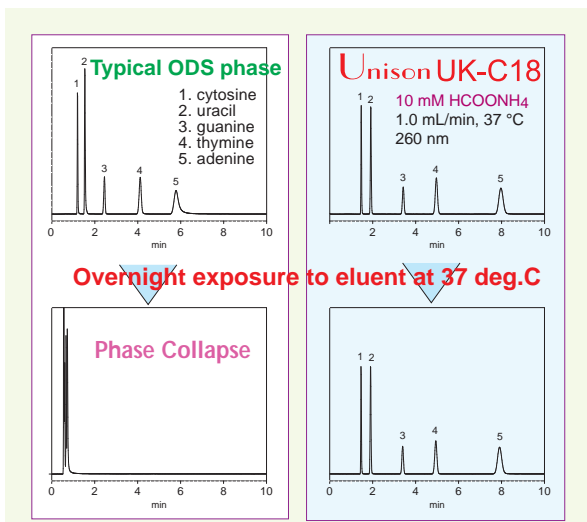 Typical ODS phase
1. cytosine
2. uracil
3. guanine
4. thymine
5. adenine
1
2
3
4
5
0 2 4 6 8 10
min
Unison UK-C18
10 mM HCOONH4
1.0 mL/min, 37 °C
260 nm
1 2
3
4
5
0 2 4 6 8 10
min
Overnight exposure to eluent at 37 deg.C
Phase Collapse
0 2 4 6 8 10
min
1 2
3
4
5
0 2 4 6 8 10
min